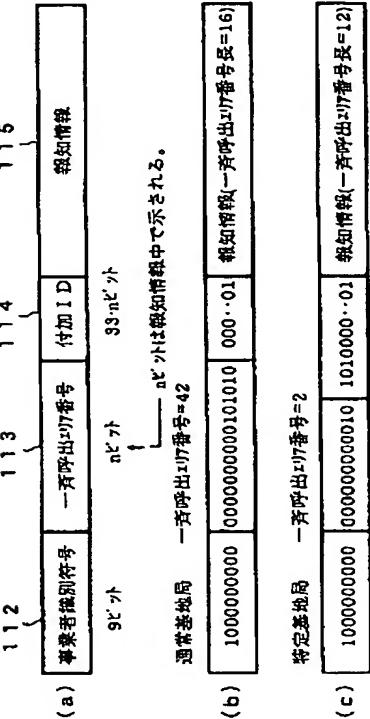 112 113 114 115
(a) 事業者識別符号 一斉呼出ｴﾘｱ番号 付加ID 報知情報
9ﾋﾞｯﾄ nﾋﾞｯﾄ 33-nﾋﾞｯﾄ
nﾋﾞｯﾄは報知情報中で示される。
通常基地局 一斉呼出ｴﾘｱ番号=42
(b) 1000000000 0000000000101010 000··01 報知情報(一斉呼出ｴﾘｱ番号長=16)
特定基地局 一斉呼出ｴﾘｱ番号=2
(c) 1000000000 000000000010 1010000··01 報知情報(一斉呼出ｴﾘｱ番号長=12)